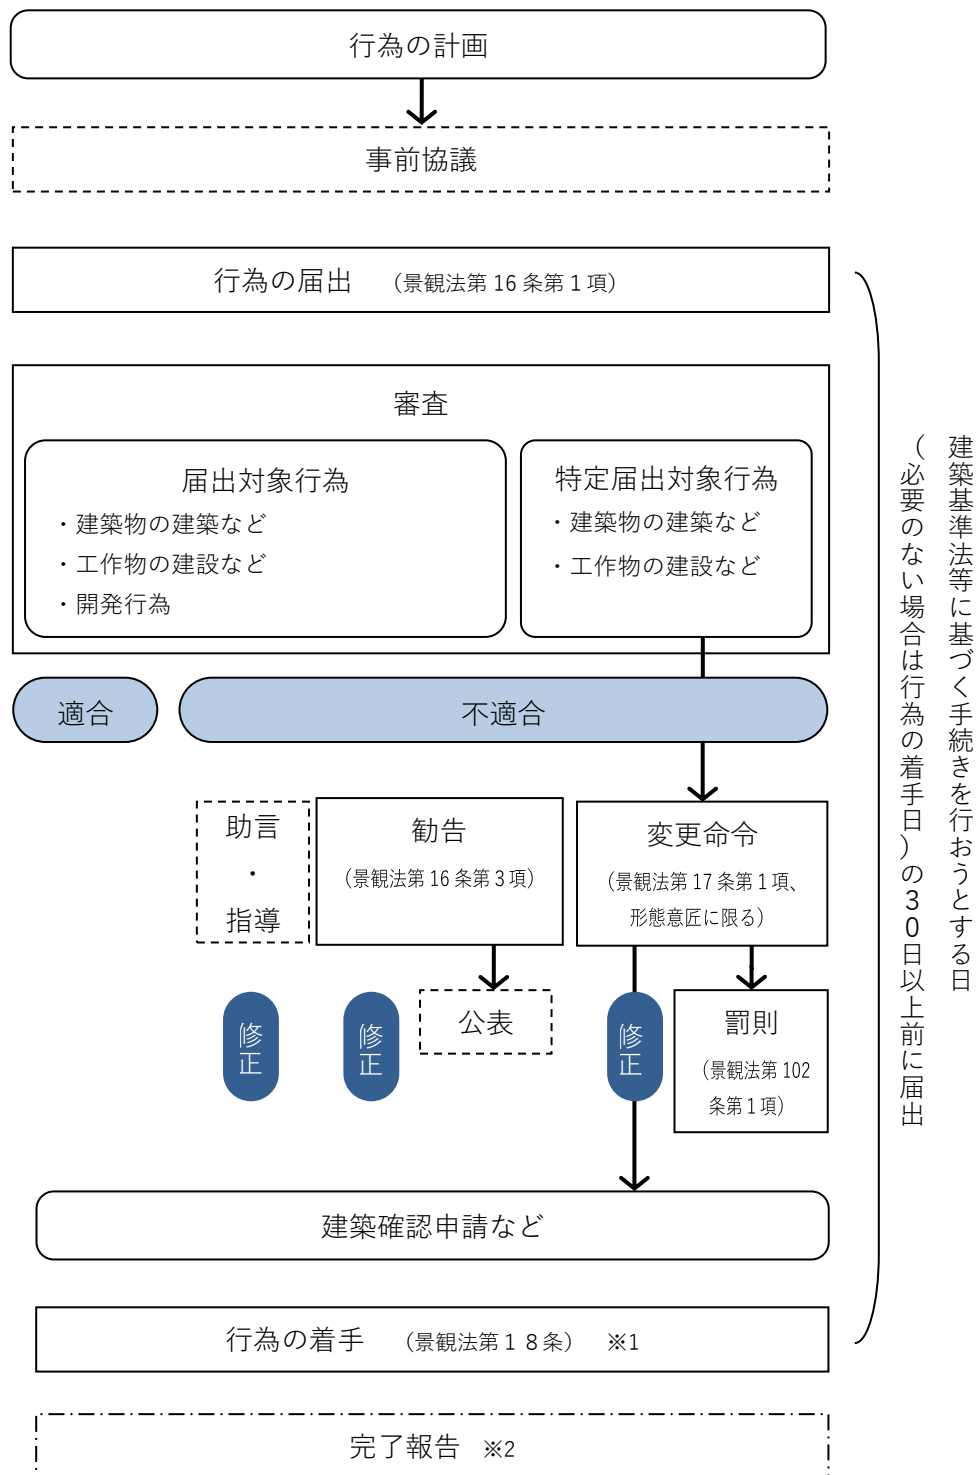 行為の計画
事前協議
行為の届出 （景観法第16条第1項）
審査
届出対象行為
・建築物の建築など
・工作物の建設など
・開発行為
特定届出対象行為
・建築物の建築など
・工作物の建設など
適合
不適合
助言
・
指導
勧告
（景観法第16条第3項）
変更命令
（景観法第17条第1項、
形態意匠に限る）
修正
修正
公表
修正
罰則
（景観法第102
条第1項）
建築確認申請など
行為の着手 （景観法第１８条） ※1
完了報告 ※2
建築基準法等に基づく手続きを行おうとする日
（必要のない場合は行為の着手日）の３０日以上前に届出